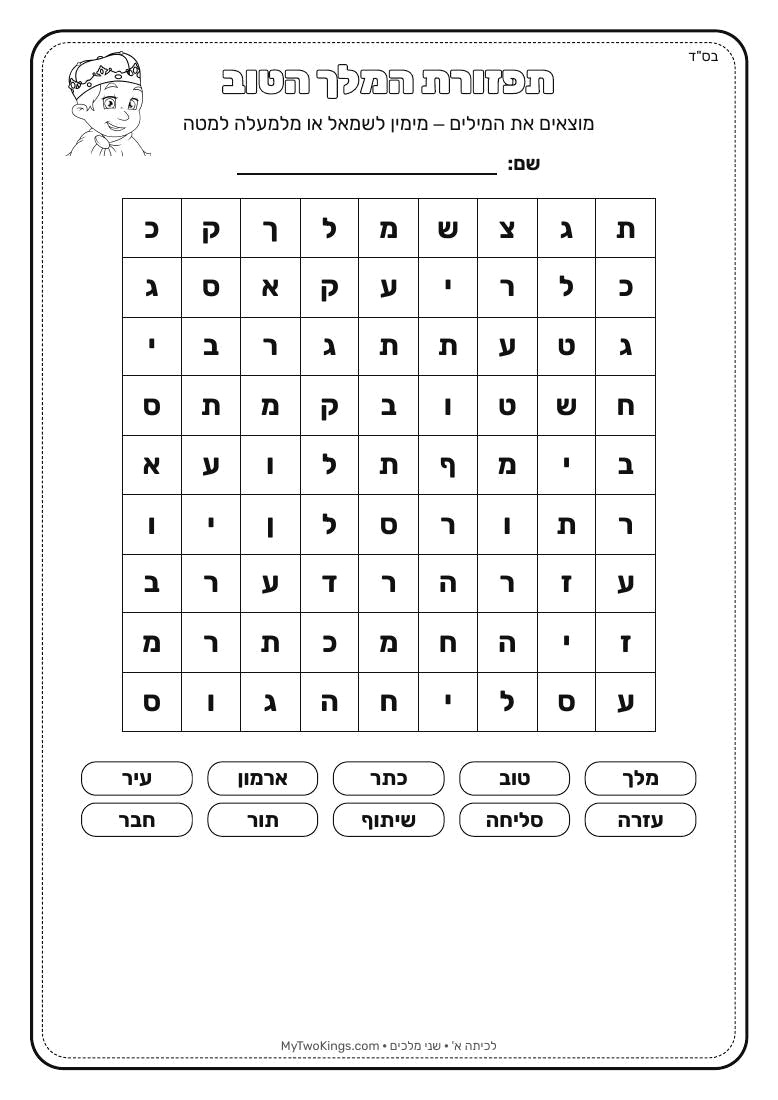 בס"ד
תפזורת המלך הטוב
מוצאים את המילים – מימין לשמאל או מלמעלה למטה
שם:
ת ג צ ש מ ל ך ק כ
כ ל ר י ע ק א ס ג
ג ט ע ת ת ג ר ב י
ח ש ט ו ב ק מ ת ס
ב י מ ף ת ל ו ע א
ר ת ו ר ס ל ן י ו
ע ז ר ה ר ד ע ר ב
ז י ה ח מ כ ת ר מ
ע ס ל י ח ה ג ו ס
מלך טוב כתר ארמון עיר
עזרה סליחה שיתוף תור חבר
לכיתה א' • שני מלכים • MyTwoKings.com